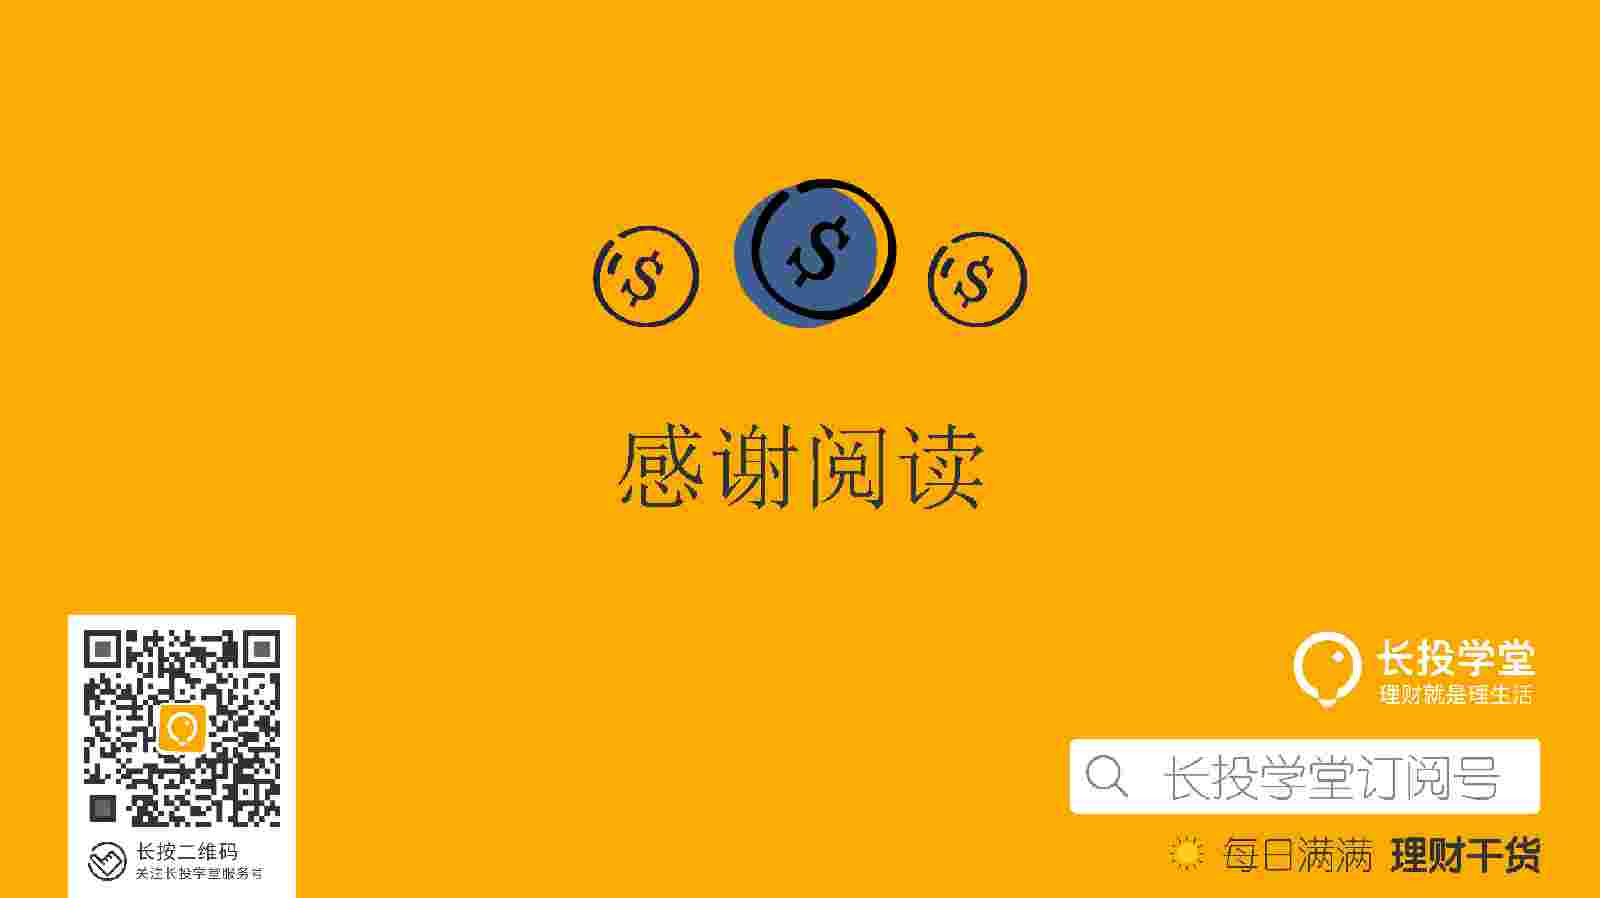 $ $ $
感谢阅读
长按二维码
关注长投学堂服务号
长投学堂
理财就是理生活
长投学堂订阅号
每日满满 理财干货